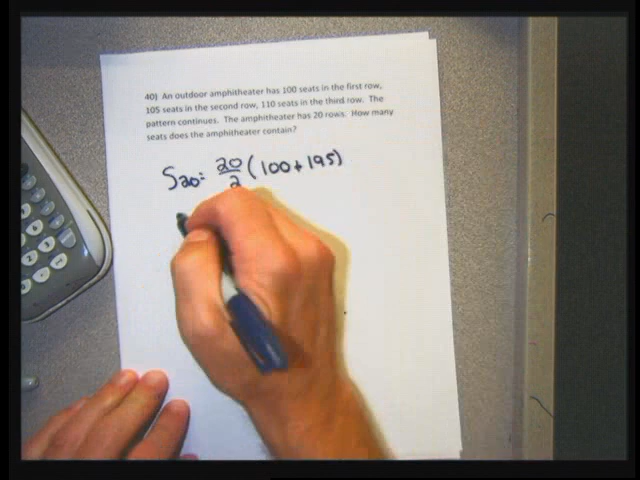 40) An outdoor amphitheater has 100 seats in the first row,
105 seats in the second row, 110 seats in the third row. The
pattern continues. The amphitheater has 20 rows. How many
seats does the amphitheater contain?
S20= 20/2 (100+195)